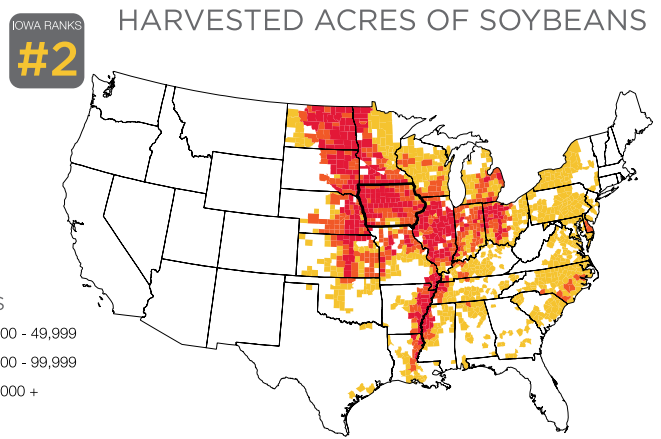 HARVESTED ACRES OF SOYBEANS
IOWA RANKS
#2
S
00 - 49,999
00 - 99,999
000 +